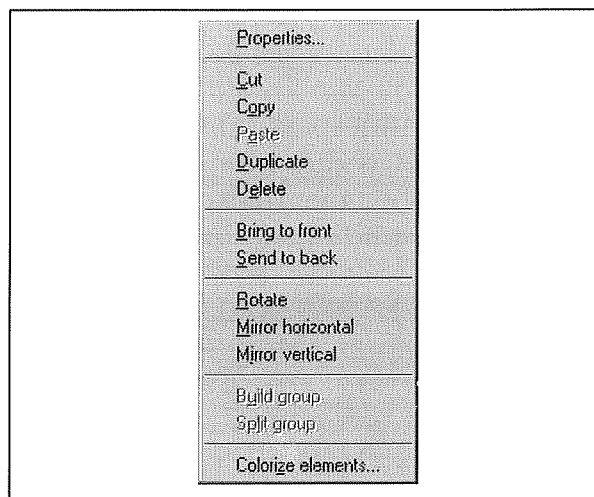 Properties...
Cut
Copy
Paste
Duplicate
Delete
Bring to front
Send to back
Rotate
Mirror horizontal
Mirror vertical
Build group
Split group
Colorize elements...